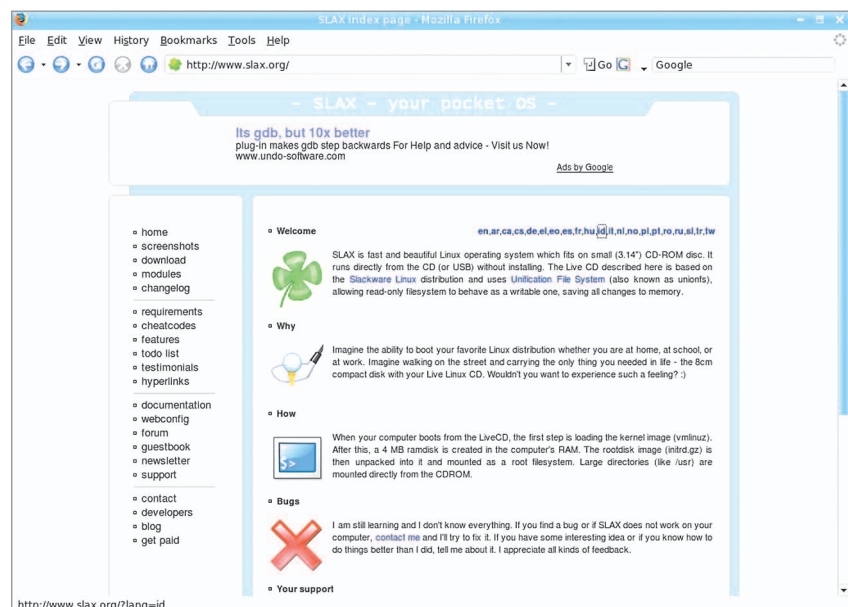 SLAX index page - Mozilla Firefox
File Edit View History Bookmarks Tools Help
http://www.slax.org/ Go Google
- SLAX - your pocket OS -
Its gdb, but 10x better
plug-in makes gdb step backwards For Help and advice - Visit us Now!
www.undo-software.com
Ads by Google
home
screenshots
download
modules
changelog
requirements
cheatcodes
features
todo list
testimonials
hyperlinks
documentation
webconfig
forum
guestbook
newsletter
support
contact
developers
blog
get paid
Welcome
en,ar,ca,cs,de,el,eo,es,fr,hu,id,it,nl,no,pl,pt,ro,ru,sl,tr,tw
SLAX is fast and beautiful Linux operating system which fits on small (3.14") CD-ROM disc. It
runs directly from the CD (or USB) without installing. The Live CD described here is based on
the Slackware Linux distribution and uses Unification File System (also known as unionfs),
allowing read-only filesystem to behave as a writable one, saving all changes to memory.
Why
Imagine the ability to boot your favorite Linux distribution whether you are at home, at school, or
at work. Imagine walking on the street and carrying the only thing you needed in life - the 8cm
compact disk with your Live Linux CD. Wouldn't you want to experience such a feeling? :)
How
When your computer boots from the LiveCD, the first step is loading the kernel image (vmlinuz).
After this, a 4 MB ramdisk is created in the computer's RAM. The rootdisk image (initrd.gz) is
then unpacked into it and mounted as a root filesystem. Large directories (like /usr) are
mounted directly from the CDROM.
$>
Bugs
I am still learning and I don't know everything. If you find a bug or if SLAX does not work on your
computer, contact me and I'll try to fix it. If you have some interesting idea or if you know how to
do things better than I did, tell me about it. I appreciate all kinds of feedback.
Your support
http://www.slax.org/?lang=id